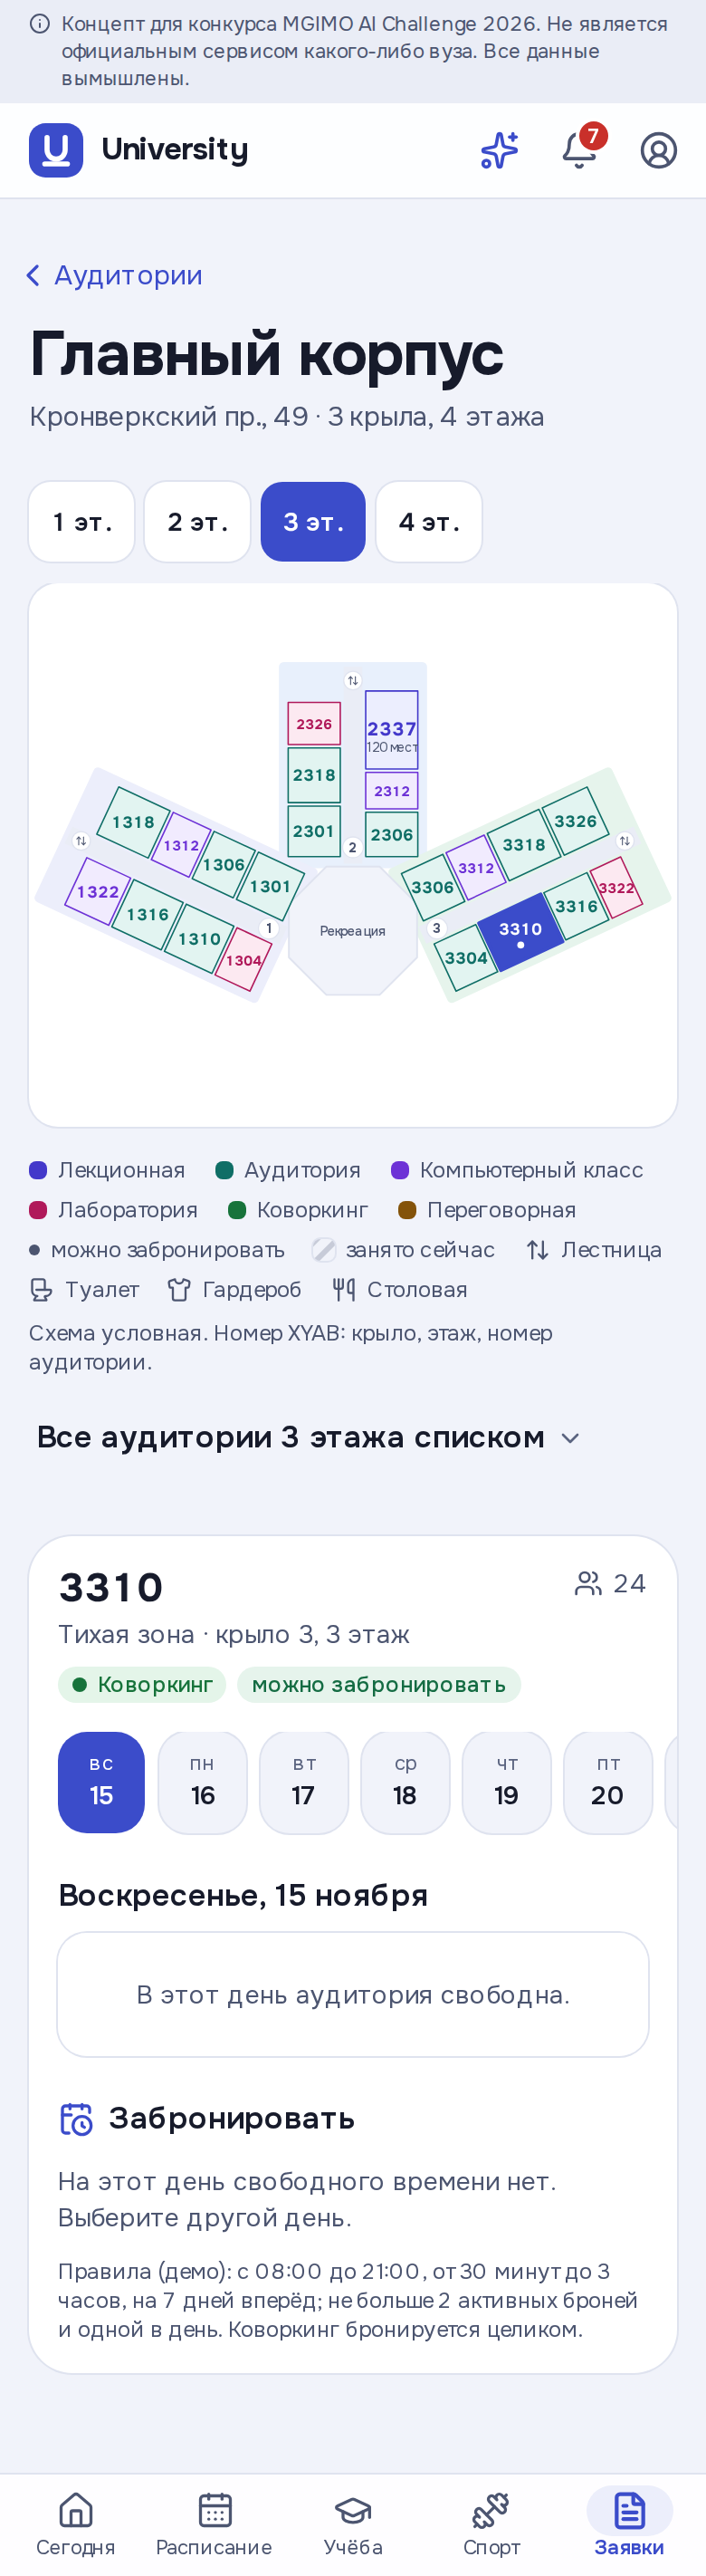 Концепт для конкурса MGIMO AI Challenge 2026. Не является
официальным сервисом какого-либо вуза. Все данные
вымышлены.
University
7
Аудитории
Главный корпус
Кронверкский пр., 49 · 3 крыла, 4 этажа
1 эт.
2 эт.
3 эт.
4 эт.
2326
2337
120 мест
2318
2312
2301
2306
2
1318
1312
1306
1301
1322
1316
1310
1304
1
Рекреация
3326
3318
3312
3306
3322
3316
3310
3304
3
Лекционная
Аудитория
Компьютерный класс
Лаборатория
Коворкинг
Переговорная
можно забронировать
занято сейчас
Лестница
Туалет
Гардероб
Столовая
Схема условная. Номер XYAB: крыло, этаж, номер
аудитории.
Все аудитории 3 этажа списком
3310
24
Тихая зона · крыло 3, 3 этаж
Коворкинг
можно забронировать
вс
15
пн
16
вт
17
ср
18
чт
19
пт
20
Воскресенье, 15 ноября
В этот день аудитория свободна.
Забронировать
На этот день свободного времени нет.
Выберите другой день.
Правила (демо): с 08:00 до 21:00, от 30 минут до 3
часов, на 7 дней вперёд; не больше 2 активных броней
и одной в день. Коворкинг бронируется целиком.
Сегодня
Расписание
Учёба
Спорт
Заявки